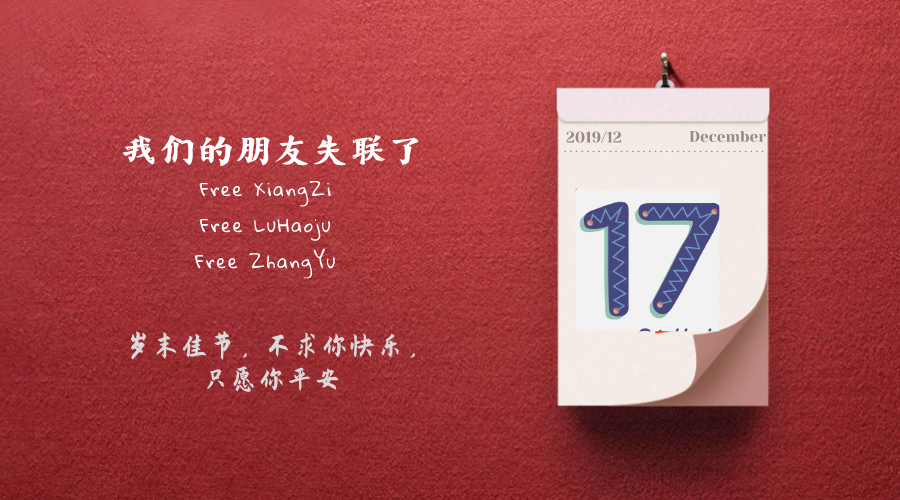 我们的朋友失联了
Free XiangZi
Free LuHaoju
Free ZhangYu
岁末佳节，不求你快乐，
只愿你平安
2019/12 December
17